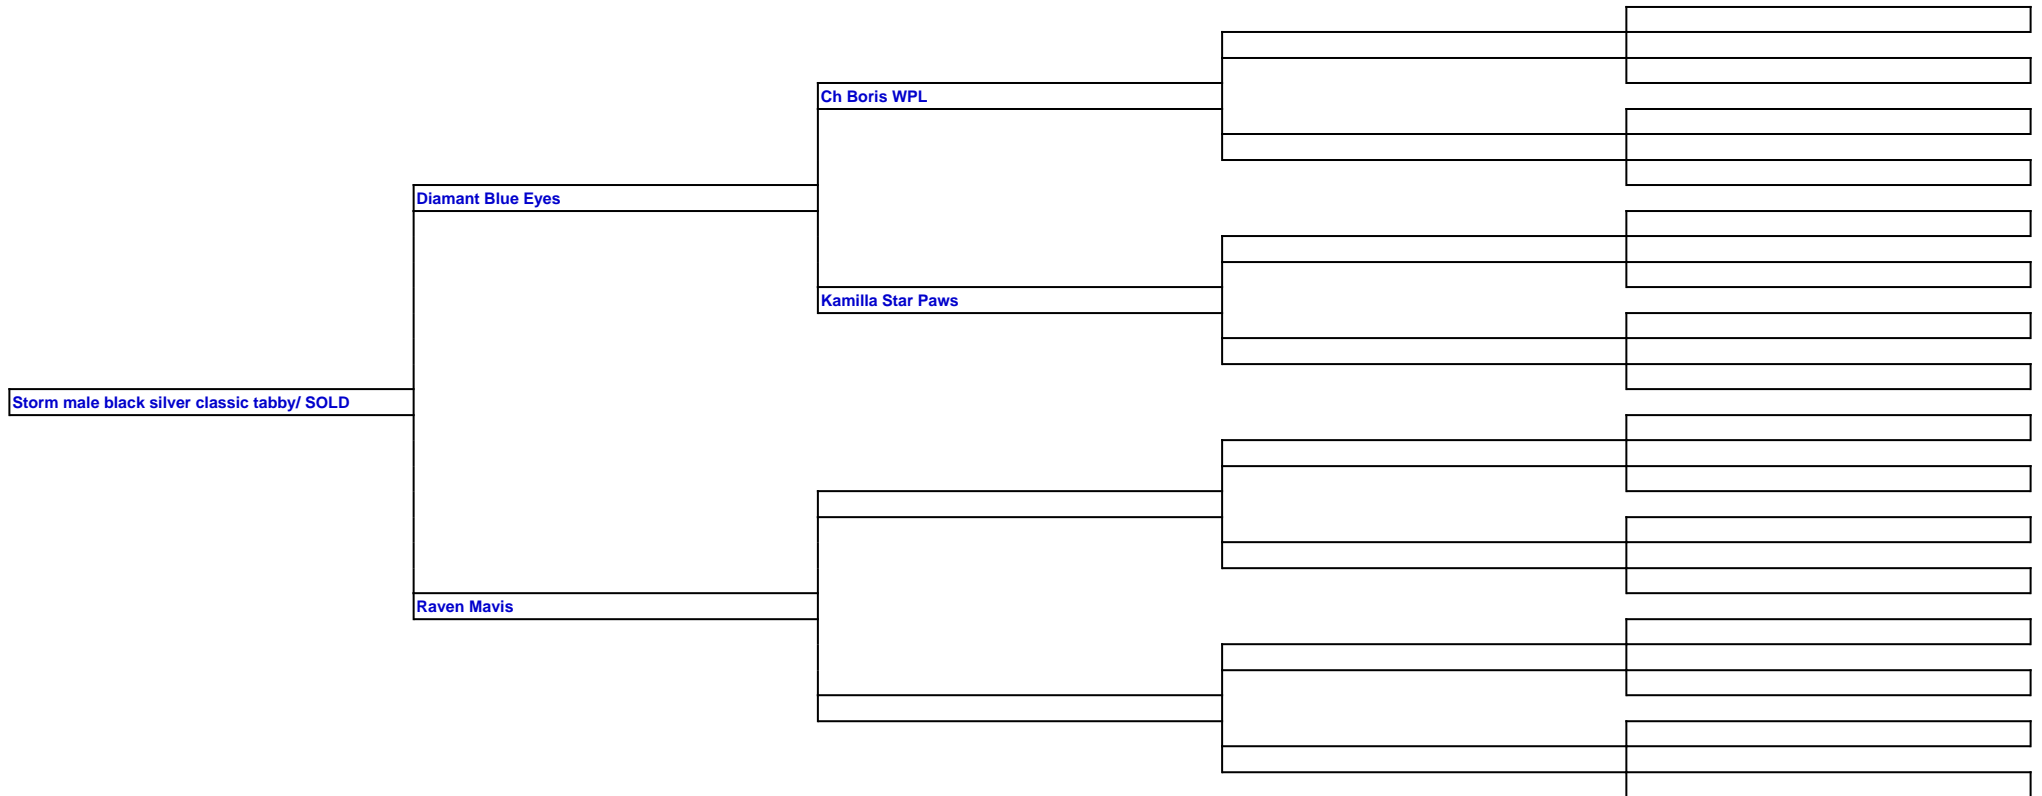 Ch Boris WPL
Diamant Blue Eyes
Kamilla Star Paws
Storm male black silver classic tabby/ SOLD
Raven Mavis